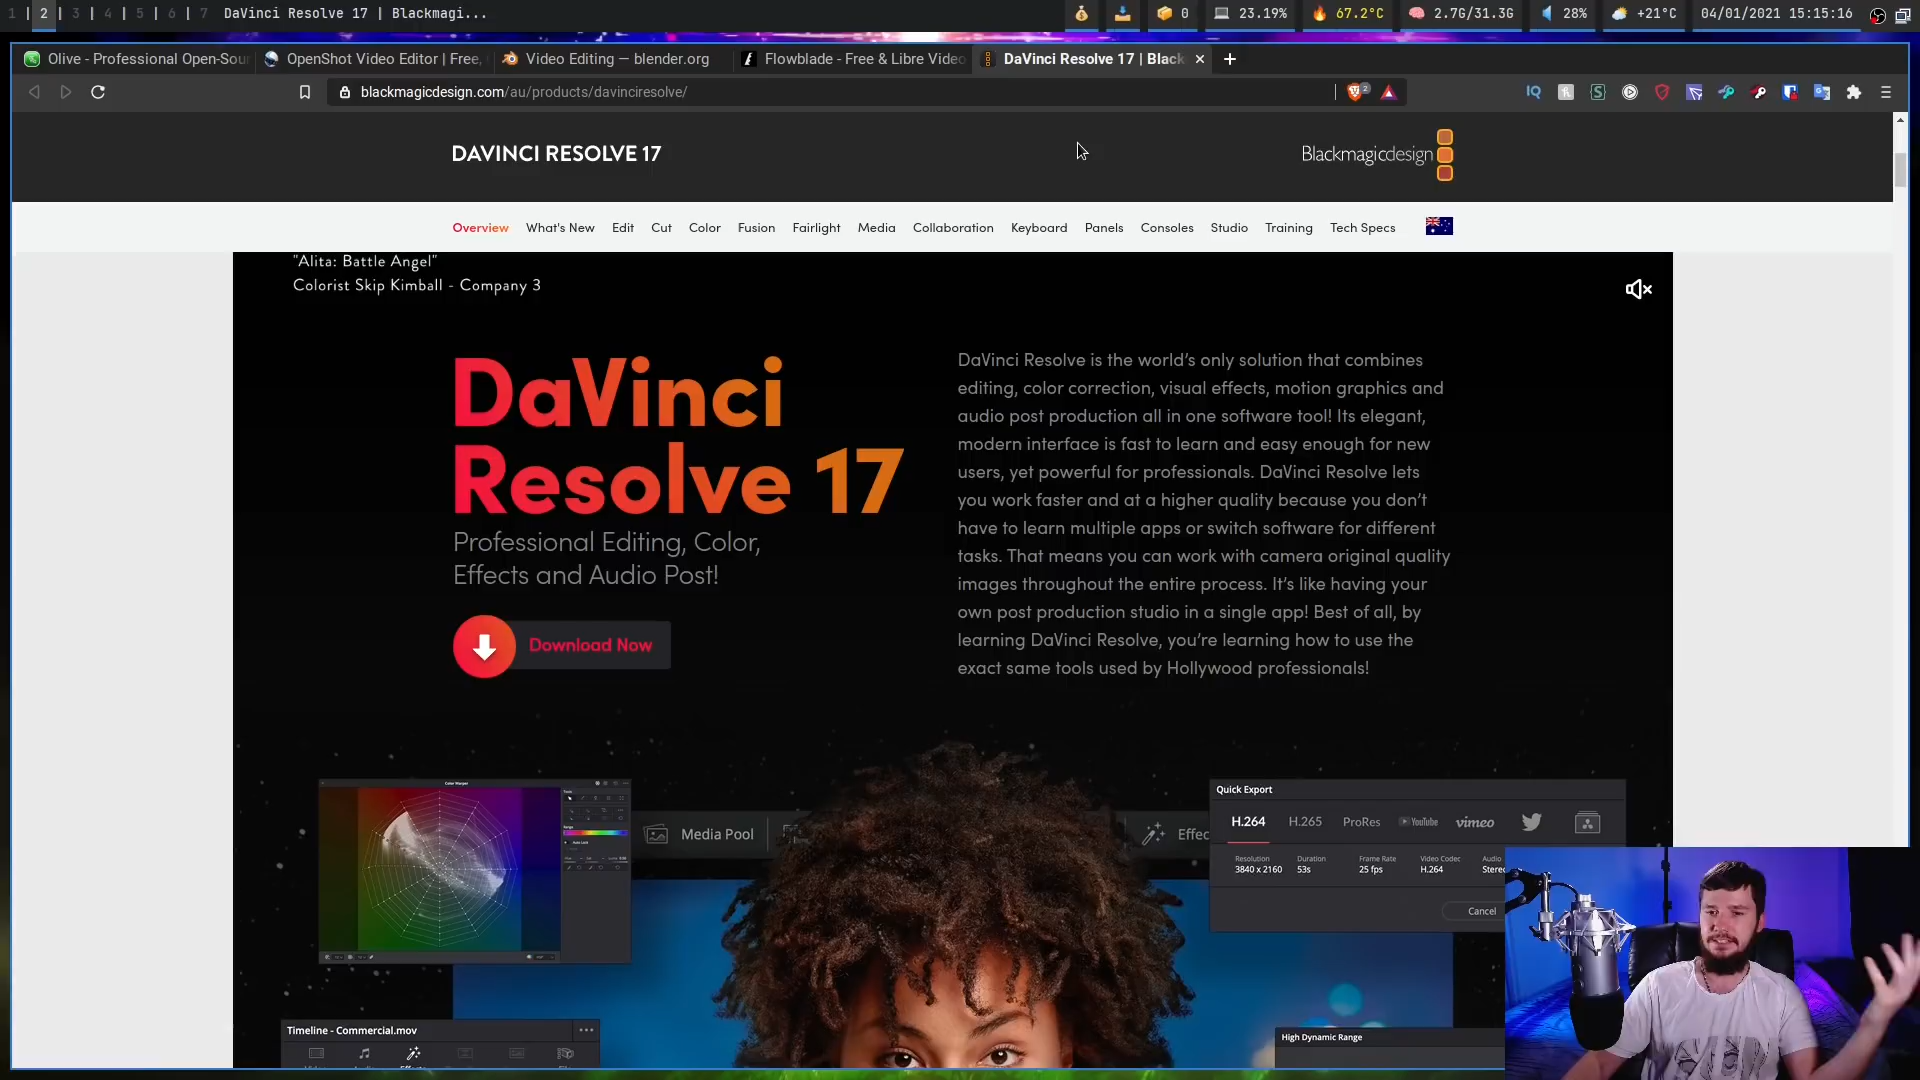 1 | 2 | 3 | 4 | 5 | 6 | 7 DaVinci Resolve 17 | Blackmagi...
0 23.19% 67.2°C 2.7G/31.3G 28% +21°C 04/01/2021 15:15:16
Olive - Professional Open-Sour OpenShot Video Editor | Free, Video Editing — blender.org Flowblade - Free & Libre Video DaVinci Resolve 17 | Black
blackmagicdesign.com/au/products/davinciresolve/
DAVINCI RESOLVE 17
Blackmagicdesign
Overview What's New Edit Cut Color Fusion Fairlight Media Collaboration Keyboard Panels Consoles Studio Training Tech Specs
"Alita: Battle Angel"
Colorist Skip Kimball - Company 3
DaVinci
Resolve 17
Professional Editing, Color,
Effects and Audio Post!
Download Now
DaVinci Resolve is the world's only solution that combines
editing, color correction, visual effects, motion graphics and
audio post production all in one software tool! Its elegant,
modern interface is fast to learn and easy enough for new
users, yet powerful for professionals. DaVinci Resolve lets
you work faster and at a higher quality because you don't
have to learn multiple apps or switch software for different
tasks. That means you can work with camera original quality
images throughout the entire process. It's like having your
own post production studio in a single app! Best of all, by
learning DaVinci Resolve, you're learning how to use the
exact same tools used by Hollywood professionals!
Color Warper
Media Pool
Effec
Quick Export
H.264 H.265 ProRes YouTube vimeo
Resolution Duration Frame Rate Video Codec Audio
3840 x 2160 53s 25 fps H.264 Stereo
Cancel
Timeline - Commercial.mov
High Dynamic Range